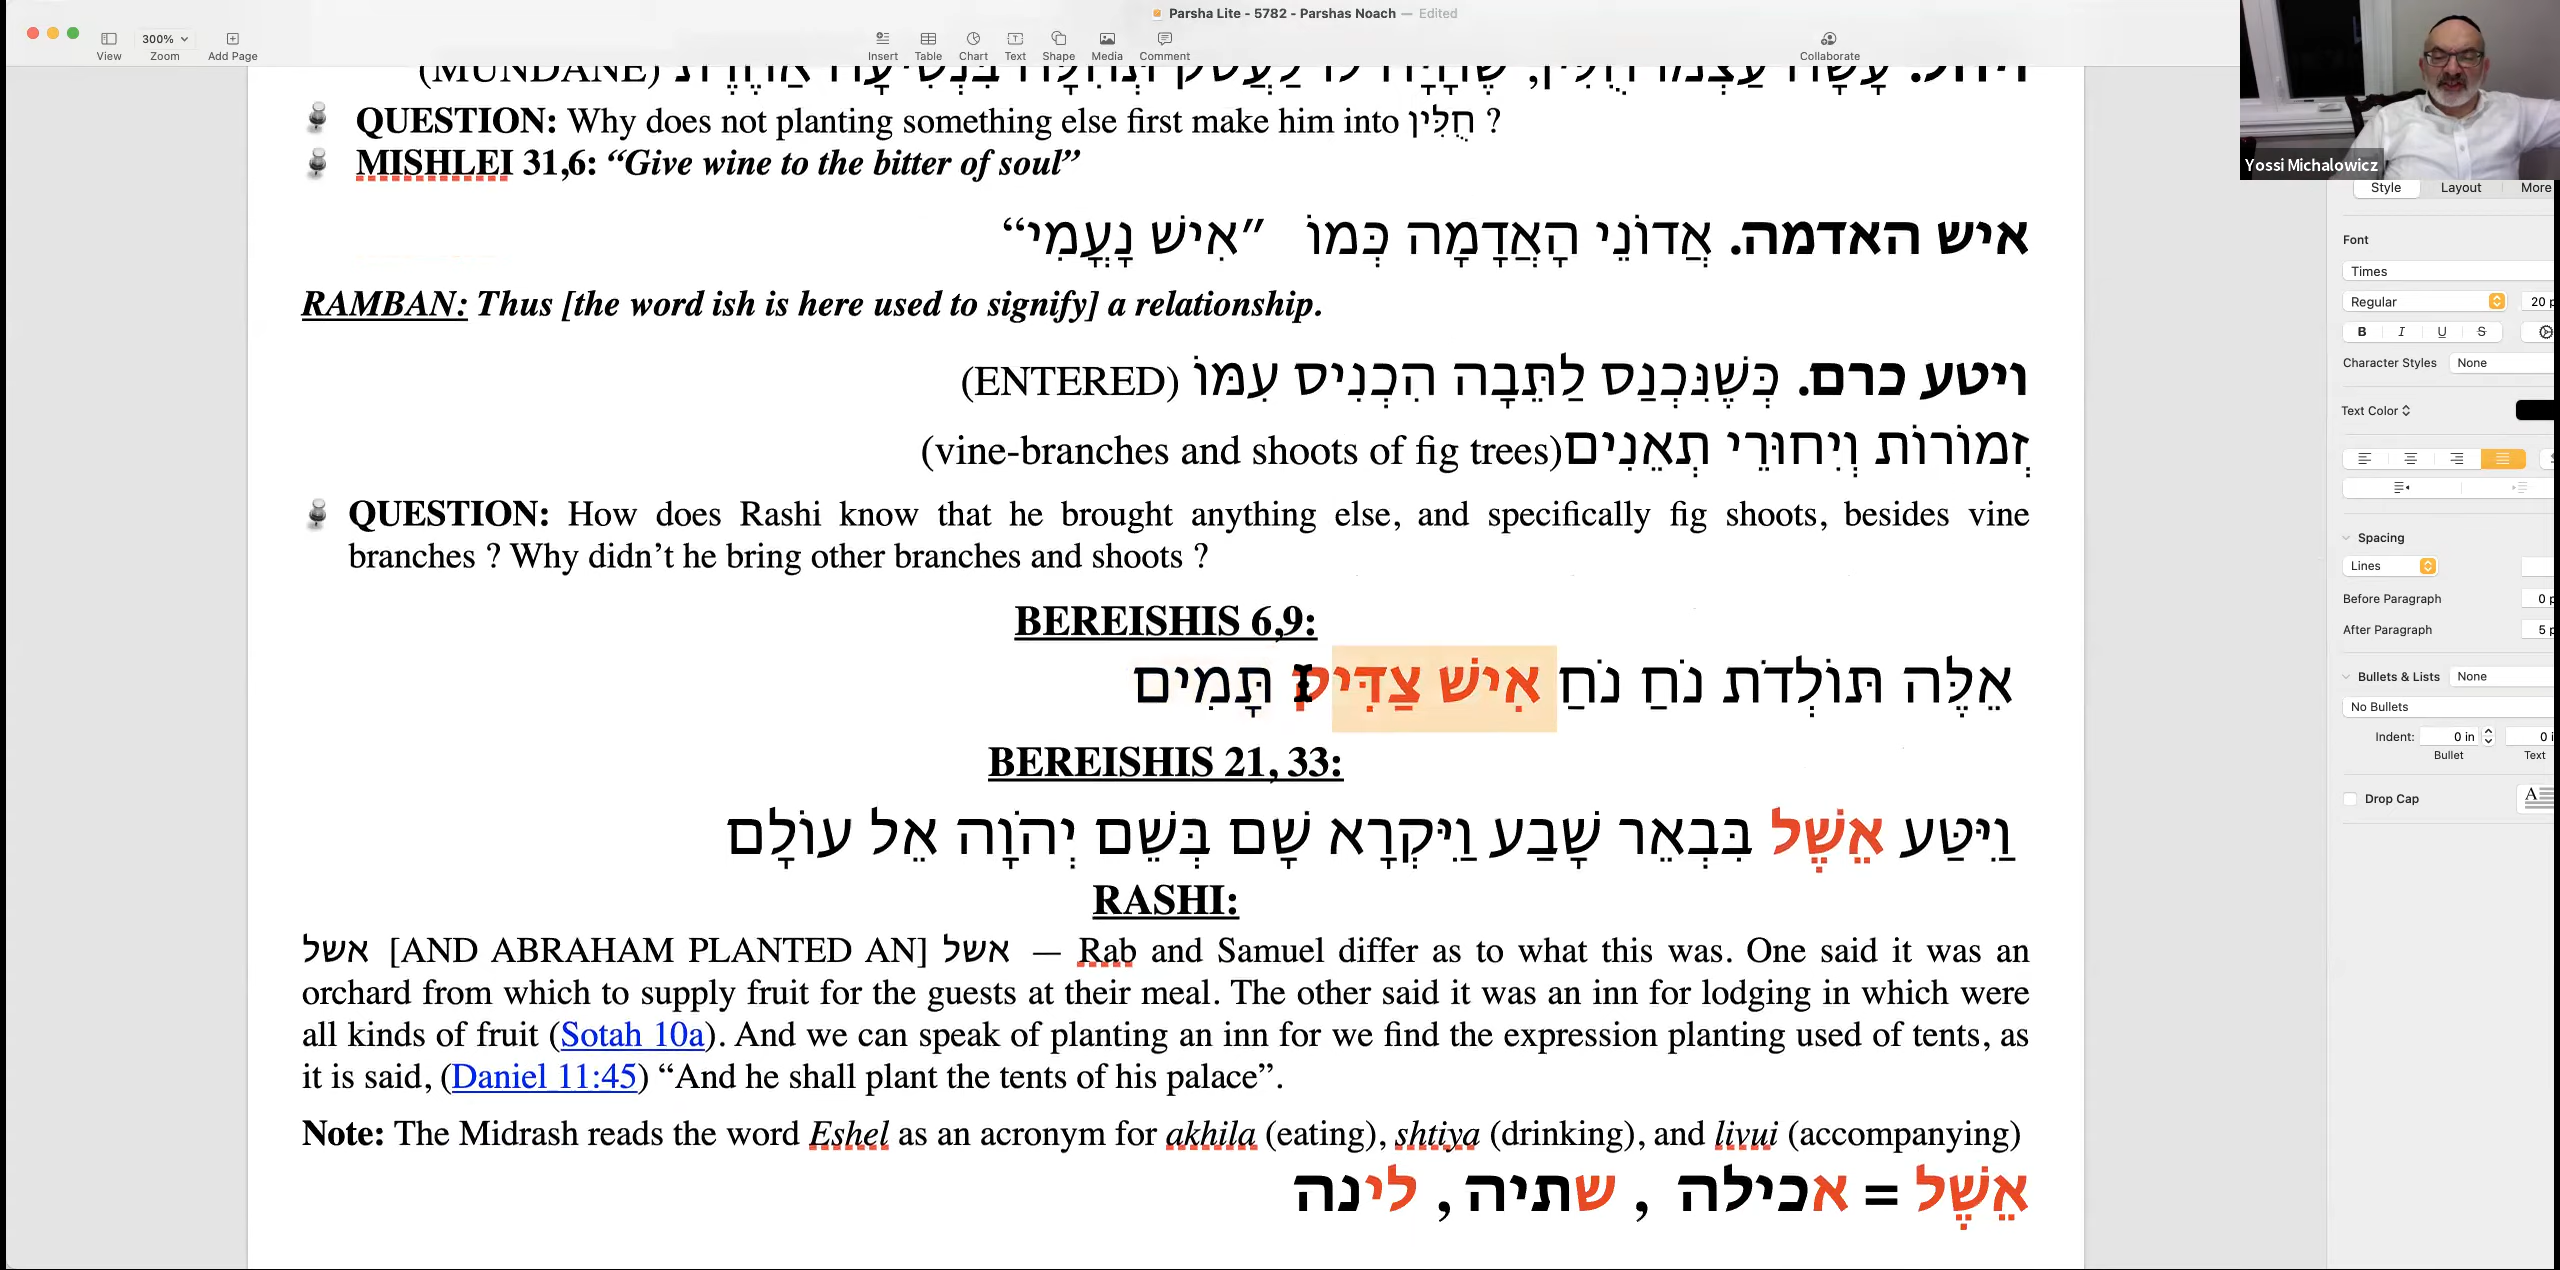 Parsha Lite - 5782 - Parshas Noach — Edited
View
300%
Zoom
Add Page
Insert
Table
Chart
Text
Shape
Media
Comment
Collaborate
Yossi Michalowicz
ויחל. עָשָׂה עַצְמוֹ חֻלִּין, שֶׁהָיָה לוֹ לַעֲסֹק תְּחִלָּה בִּנְטִיעָה אַחֶרֶת (MUNDANE)
QUESTION: Why does not planting something else first make him into חֻלִּין ?
MISHLEI 31,6: “Give wine to the bitter of soul”
איש האדמה. אֲדוֹנֵי הָאֲדָמָה כְּמוֹ ”אִישׁ נָעֳמִי“
RAMBAN: Thus [the word ish is here used to signify] a relationship.
ויטע כרם. כְּשֶׁנִּכְנַס לַתֵּבָה הִכְנִיס עִמּוֹ (ENTERED)
זְמוֹרוֹת וְיִחוּרֵי תְאֵנִים(vine-branches and shoots of fig trees)
QUESTION: How does Rashi know that he brought anything else, and specifically fig shoots, besides vine
branches ? Why didn’t he bring other branches and shoots ?
BEREISHIS 6,9:
אֵלֶּה תּוֹלְדֹת נֹחַ נֹחַ אִישׁ צַדִּיק תָּמִים
BEREISHIS 21, 33:
וַיִּטַּע אֵשֶׁל בִּבְאֵר שָׁבַע וַיִּקְרָא שָׁם בְּשֵׁם יְהֹוָה אֵל עוֹלָם
RASHI:
אשל [AND ABRAHAM PLANTED AN] אשל — Rab and Samuel differ as to what this was. One said it was an
orchard from which to supply fruit for the guests at their meal. The other said it was an inn for lodging in which were
all kinds of fruit (Sotah 10a). And we can speak of planting an inn for we find the expression planting used of tents, as
it is said, (Daniel 11:45) “And he shall plant the tents of his palace”.
Note: The Midrash reads the word Eshel as an acronym for akhila (eating), shtiya (drinking), and livui (accompanying)
אֵשֶׁל = אכילה , שתיה , לינה
Style
Layout
More
Font
Times
Regular
20 p
B I U S
Character Styles
None
Text Color
Spacing
Lines
Before Paragraph
0 p
After Paragraph
5 p
Bullets & Lists
None
No Bullets
Indent:
0 in
0 i
Bullet
Text
Drop Cap
A